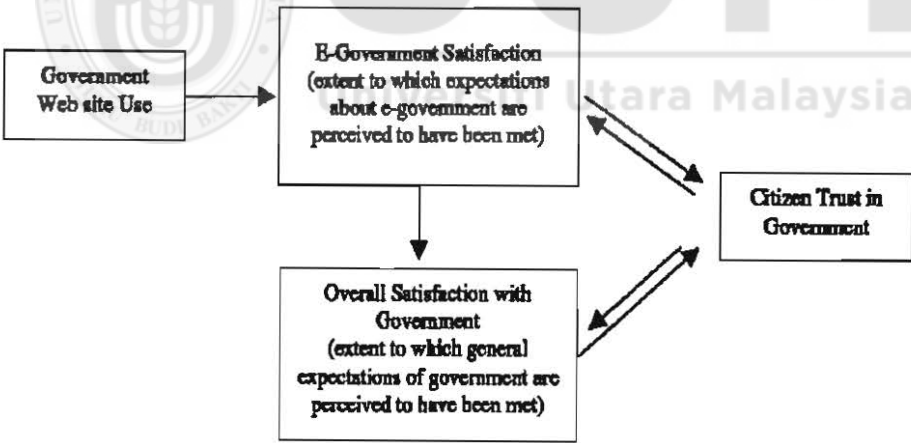 Government
Web site Use
E-Government Satisfaction
(extent to which expectations
about e-government are
perceived to have been met)
Citizen Trust in
Government
Overall Satisfaction with
Government
(extent to which general
expectations of government are
perceived to have been met)
Utara Malaysia
BUDI BAKTI